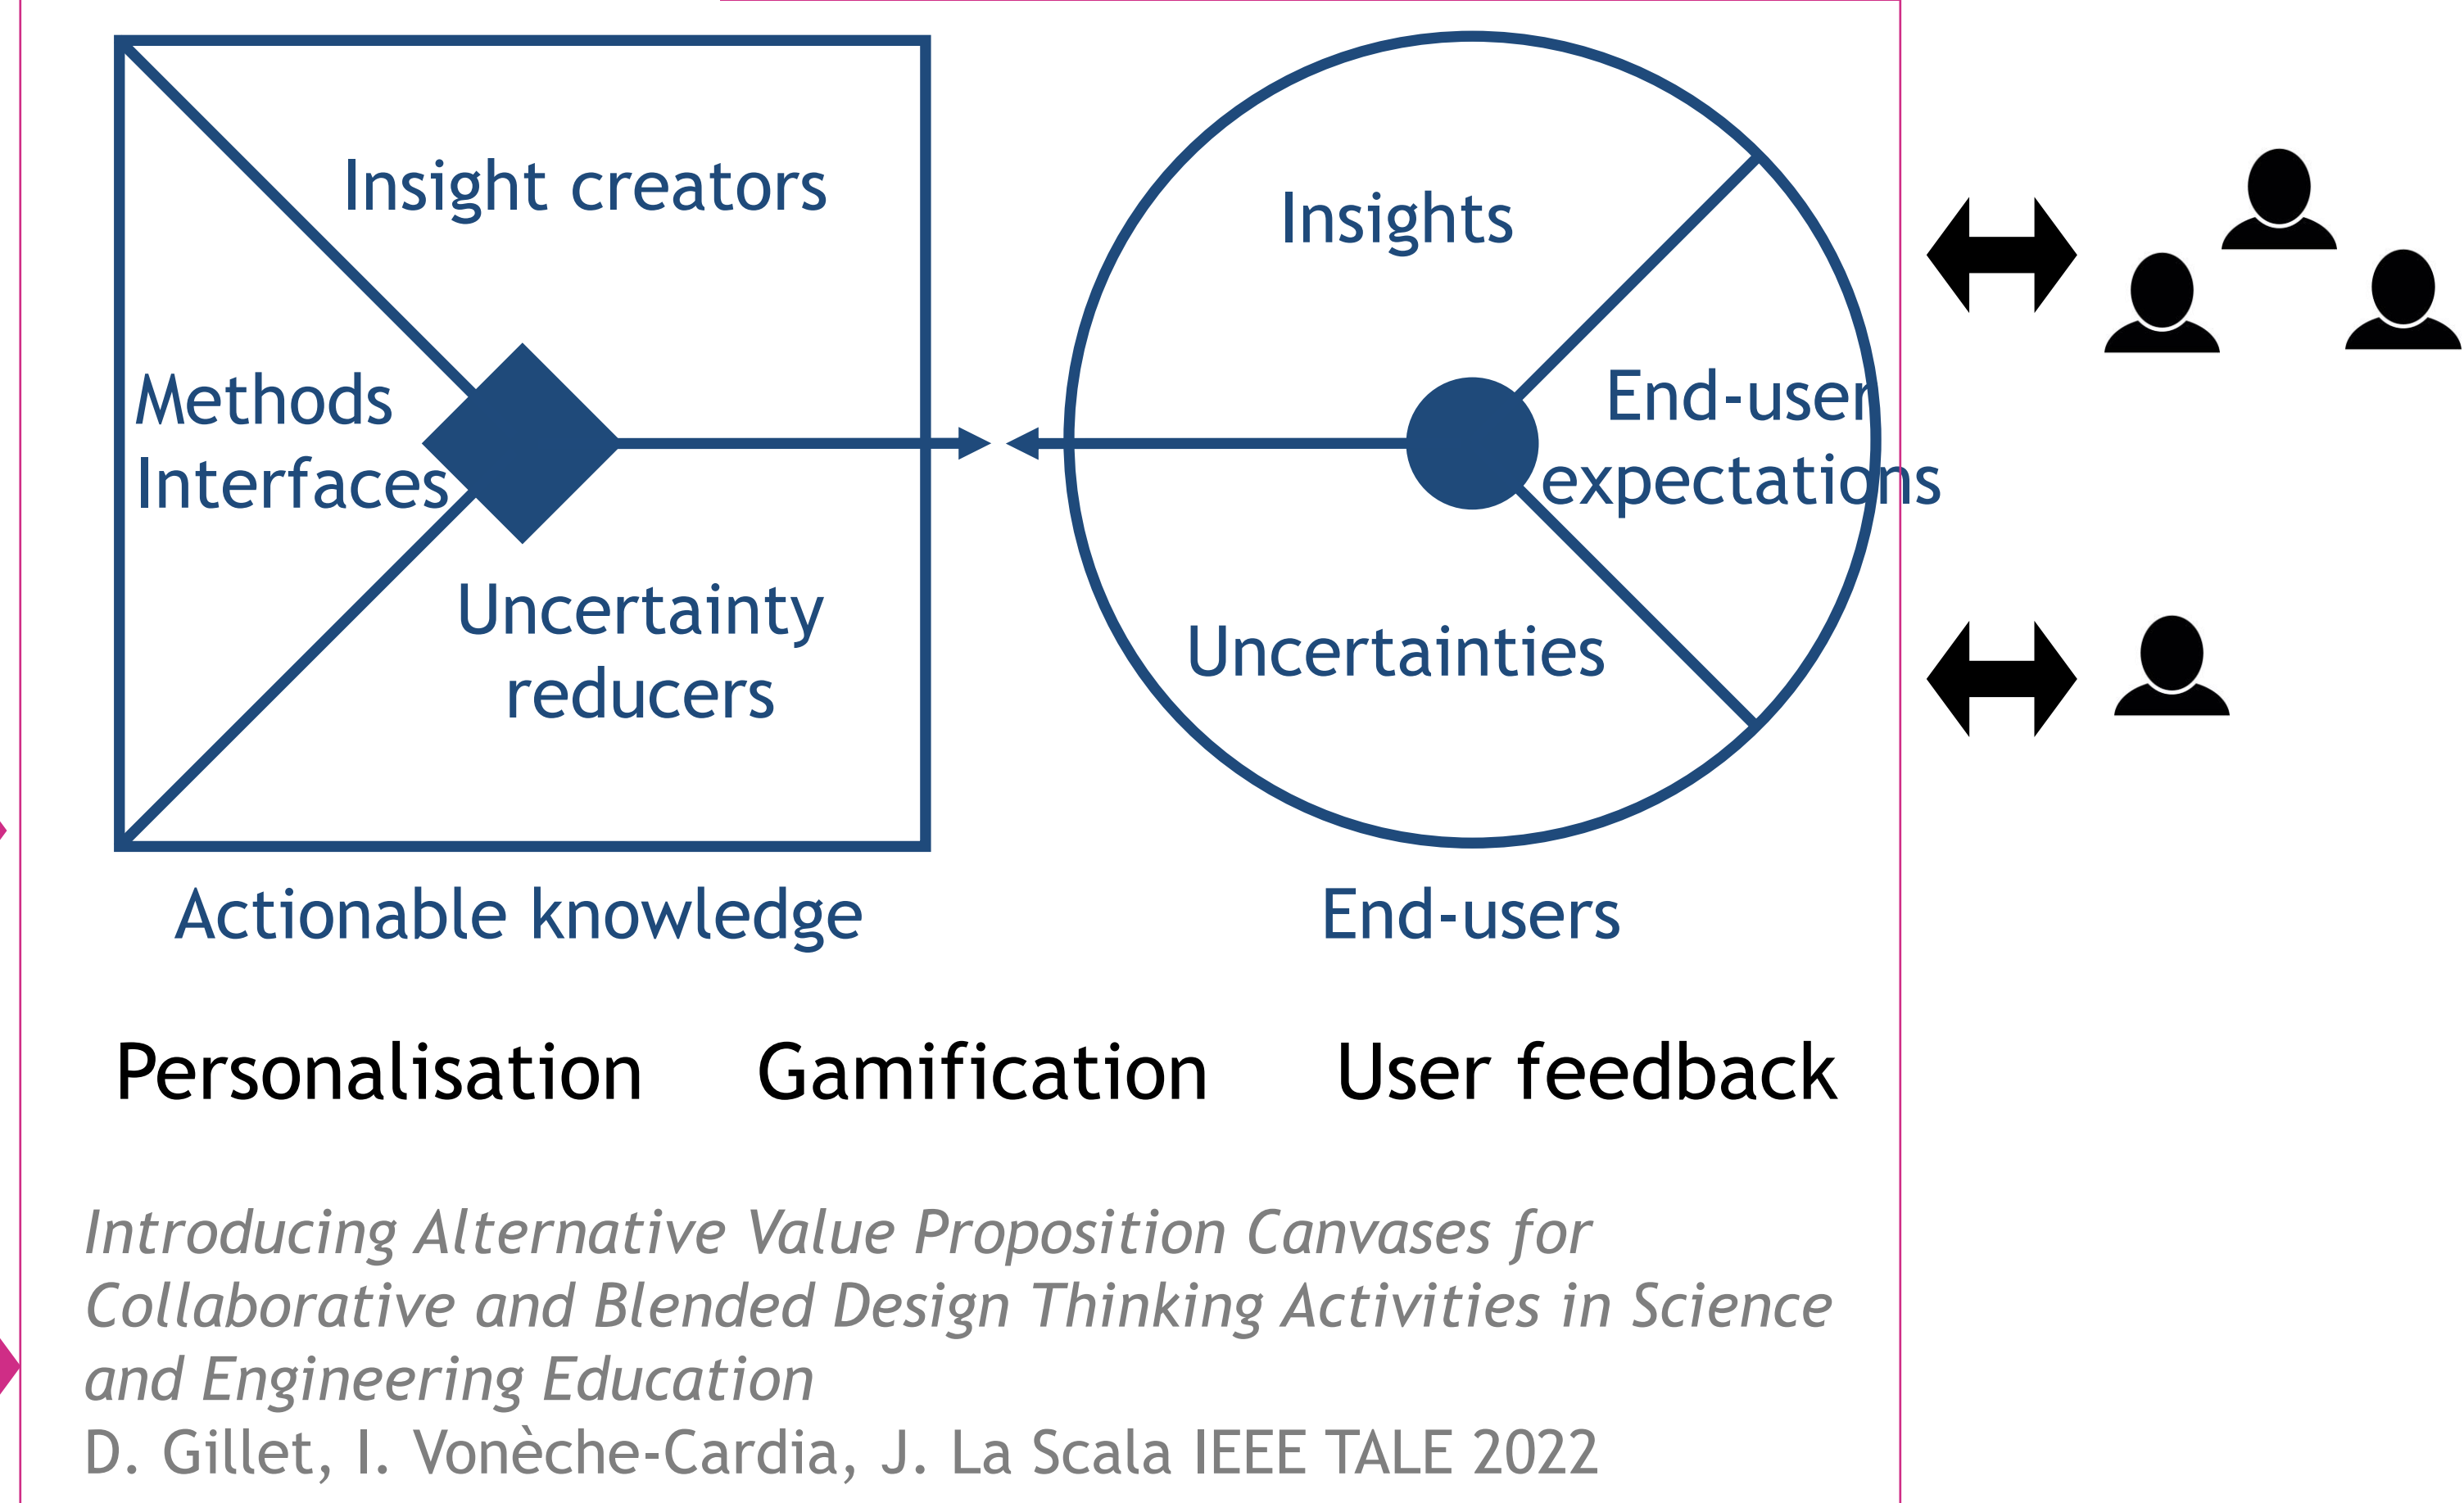 Insight creators
Methods
Interfaces
Uncertainty
reducers
Insights
End-user
expectations
Uncertainties
Actionable knowledge
End-users
Personalisation
Gamification
User feedback
Introducing Alternative Value Proposition Canvases for
Collaborative and Blended Design Thinking Activities in Science
and Engineering Education
D. Gillet, I. Vonèche-Cardia, J. La Scala IEEE TALE 2022